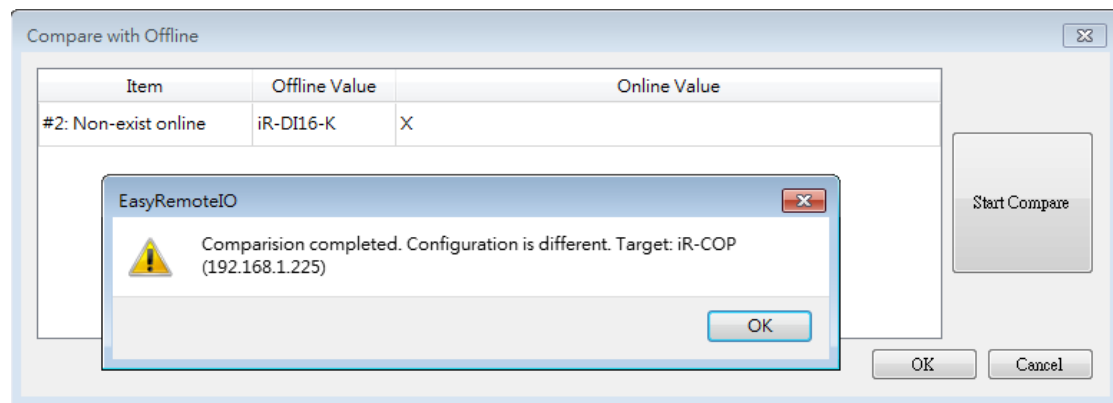 Compare with Offline
Item Offline Value Online Value
#2: Non-exist online iR-DI16-K X
EasyRemoteIO
Start Compare
Comparision completed. Configuration is different. Target: iR-COP
(192.168.1.225)
OK
OK Cancel